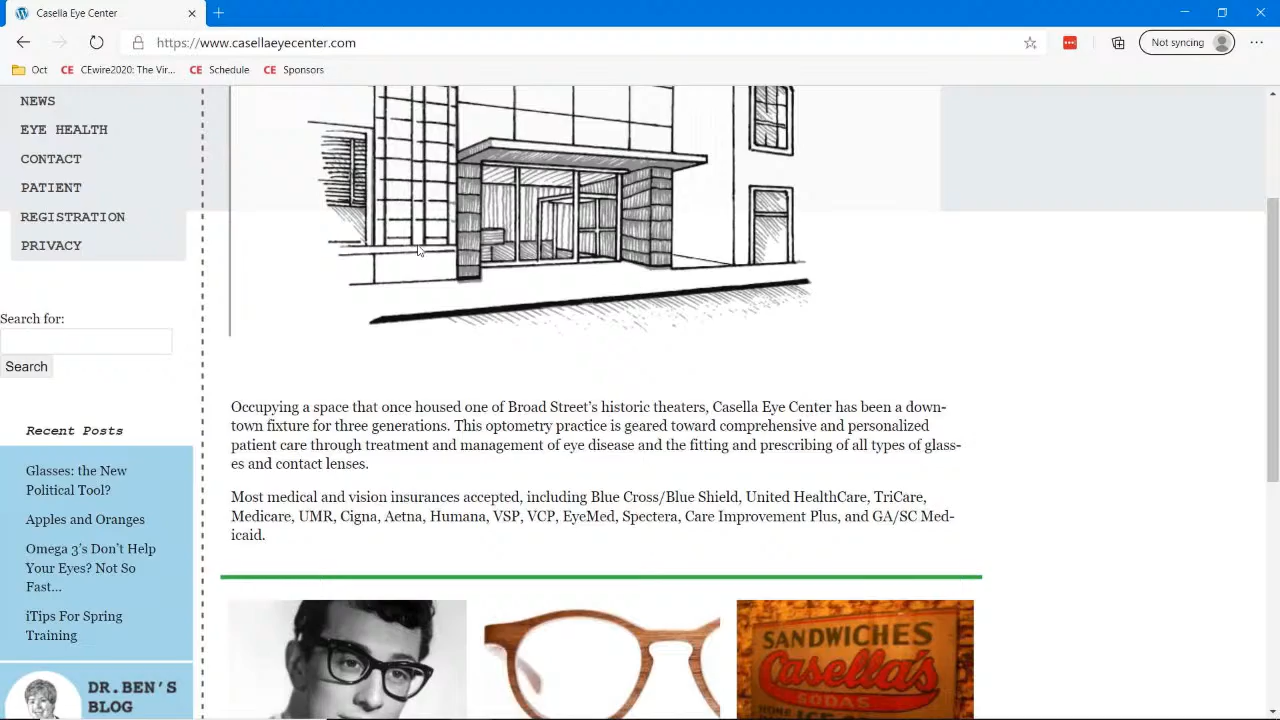 Casella Eye Center
https://www.casellaeyecenter.com
Not syncing
Oct
CEwire2020: The Vir...
Schedule
Sponsors
NEWS
EYE HEALTH
CONTACT
PATIENT
REGISTRATION
PRIVACY
Search for:
Search
Recent Posts
Glasses: the New
Political Tool?
Apples and Oranges
Omega 3's Don't Help
Your Eyes? Not So
Fast...
iTips For Spring
Training
DR.BEN'S
BLOG
Occupying a space that once housed one of Broad Street's historic theaters, Casella Eye Center has been a down-
town fixture for three generations. This optometry practice is geared toward comprehensive and personalized
patient care through treatment and management of eye disease and the fitting and prescribing of all types of glass-
es and contact lenses.
Most medical and vision insurances accepted, including Blue Cross/Blue Shield, United HealthCare, TriCare,
Medicare, UMR, Cigna, Aetna, Humana, VSP, VCP, EyeMed, Spectera, Care Improvement Plus, and GA/SC Med-
icaid.
SANDWICHES
Casella's
SODAS